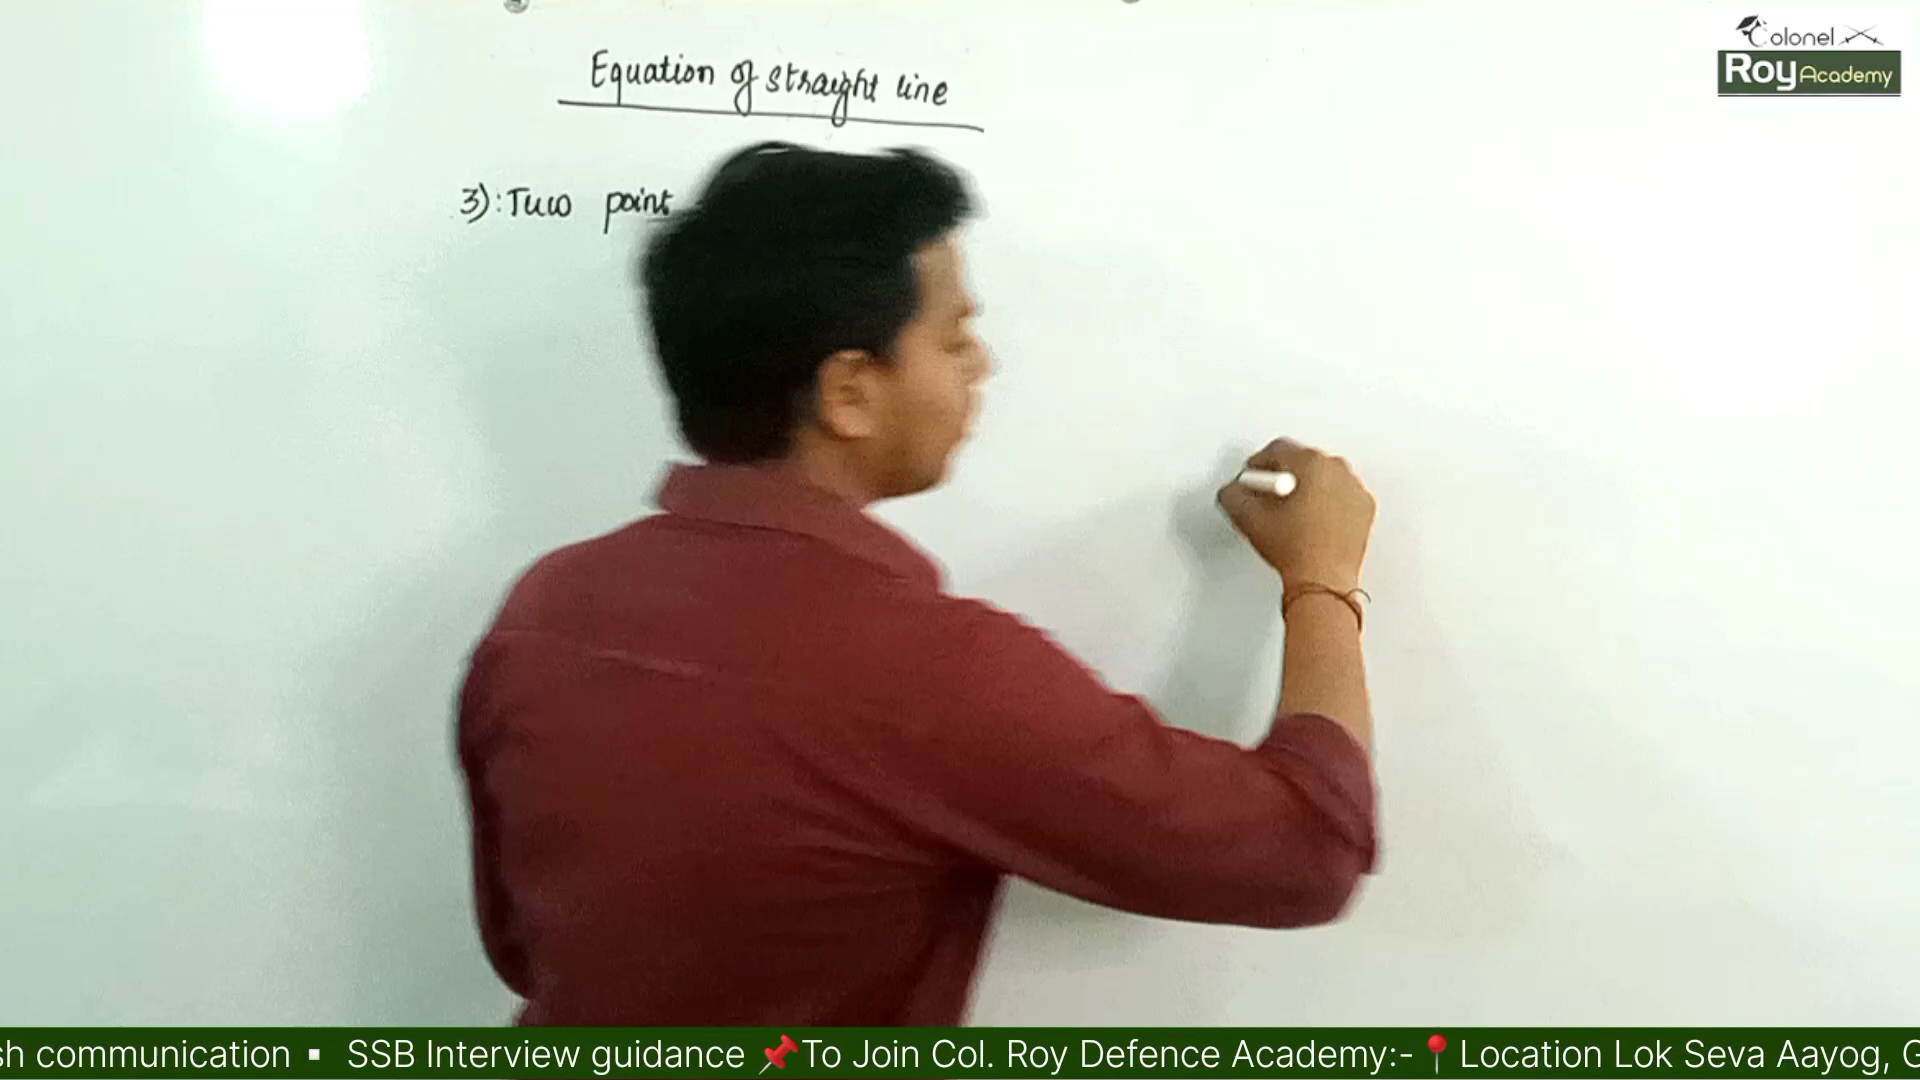 Equation of straight line
3):Two point
Colonel
Roy Academy
sh communication ▪ SSB Interview guidance 📌To Join Col. Roy Defence Academy:-📍Location Lok Seva Aayog, G